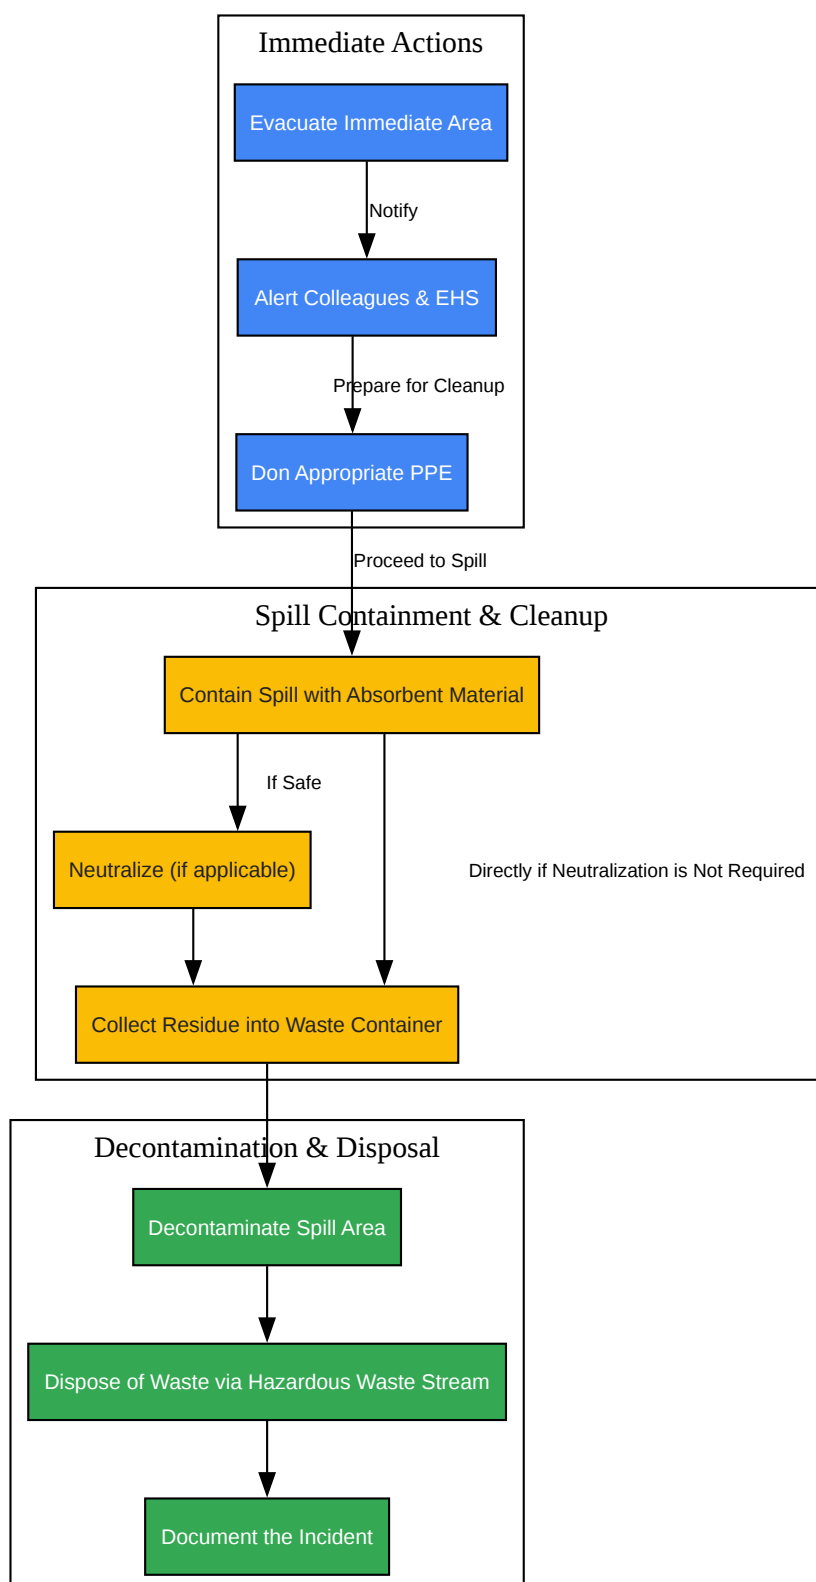 Immediate Actions
Evacuate Immediate Area
Notify
Alert Colleagues & EHS
Prepare for Cleanup
Don Appropriate PPE
Proceed to Spill
Spill Containment & Cleanup
Contain Spill with Absorbent Material
If Safe
Neutralize (if applicable)
Directly if Neutralization is Not Required
Collect Residue into Waste Container
Decontamination & Disposal
Decontaminate Spill Area
Dispose of Waste via Hazardous Waste Stream
Document the Incident